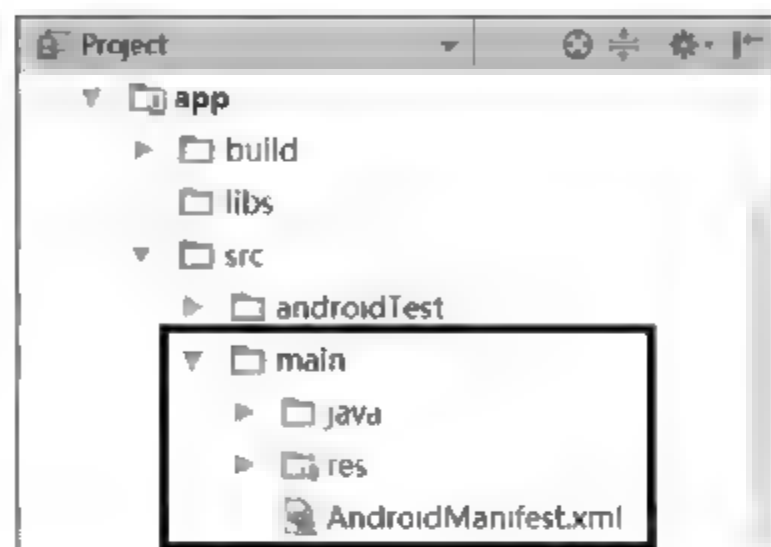 Project
app
build
libs
src
androidTest
main
java
res
AndroidManifest.xml